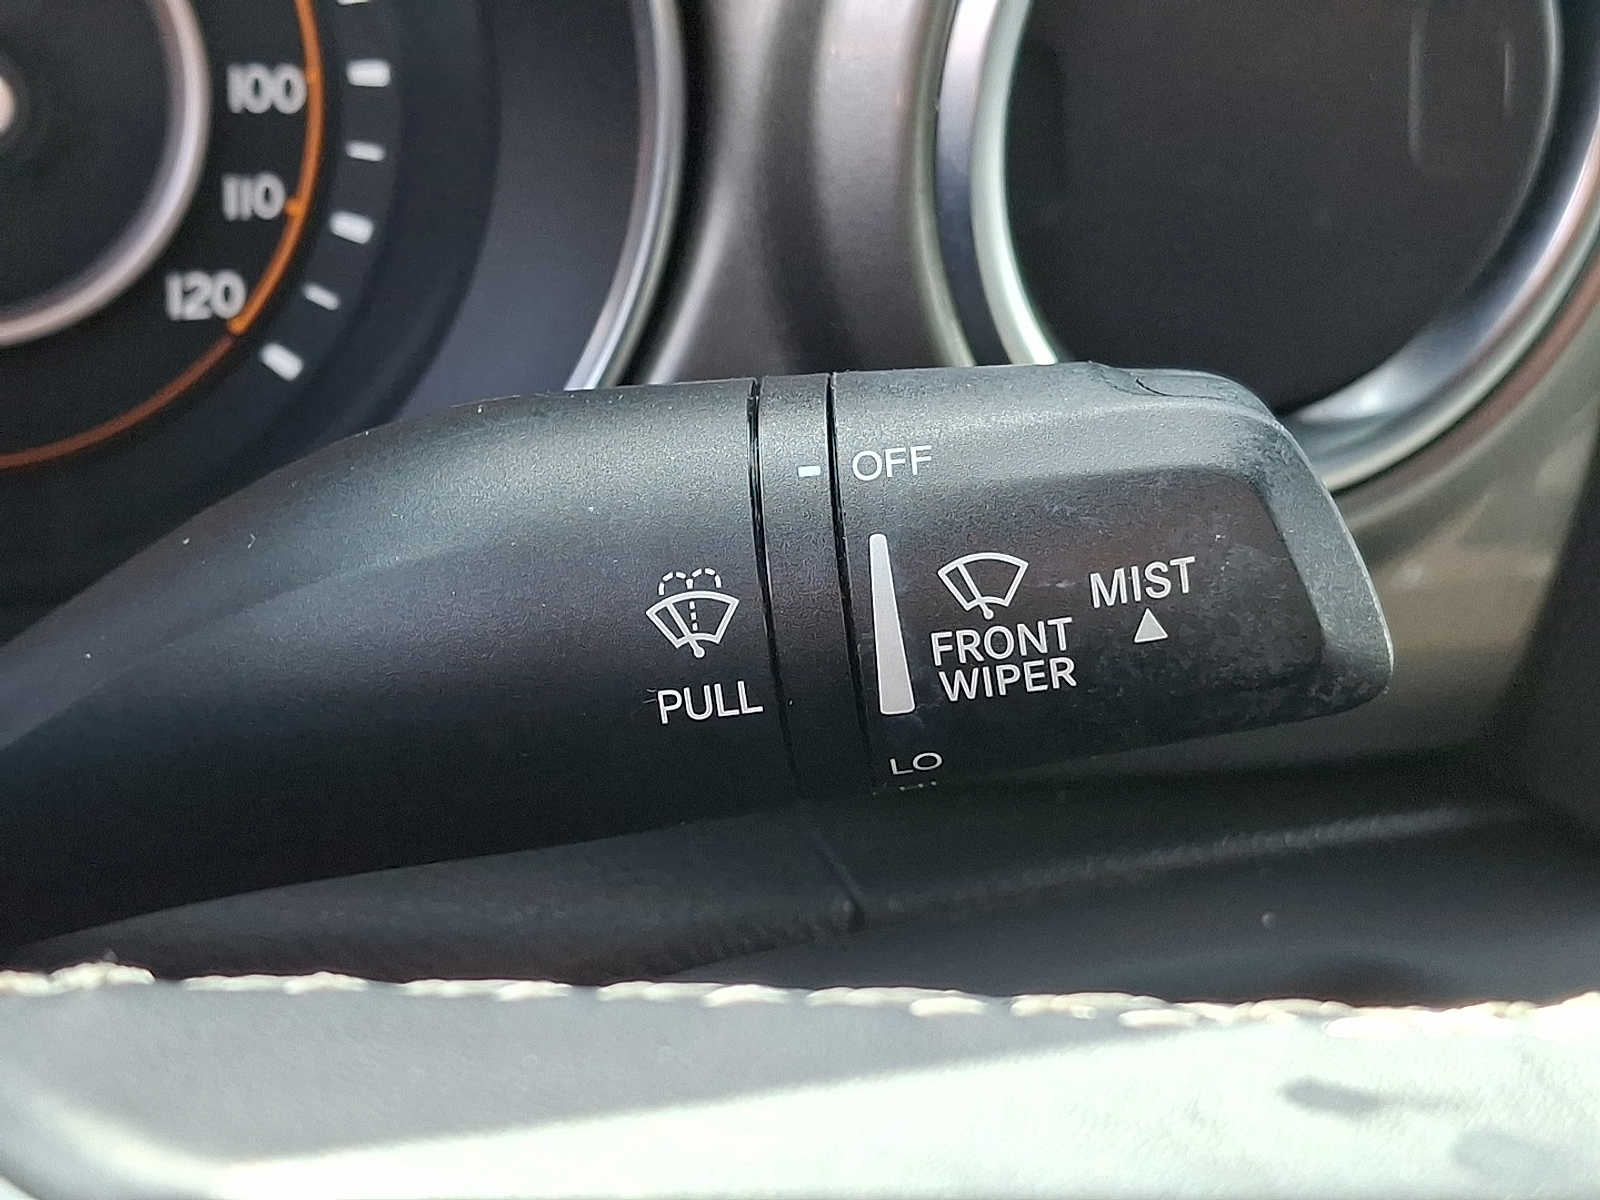 100
110
120
OFF
MIST
FRONT
WIPER
PULL
LO